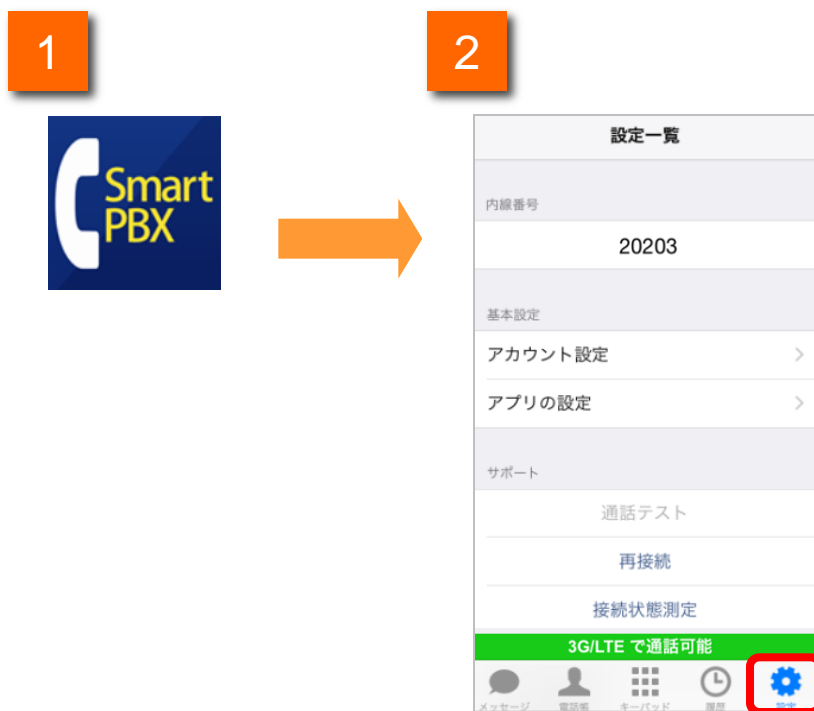 1
2
Smart
PBX
設定一覧
内線番号
20203
基本設定
アカウント設定
アプリの設定
サポート
通話テスト
再接続
接続状態測定
3G/LTE で通話可能
メッセージ 電話帳 キーパッド 履歴 設定